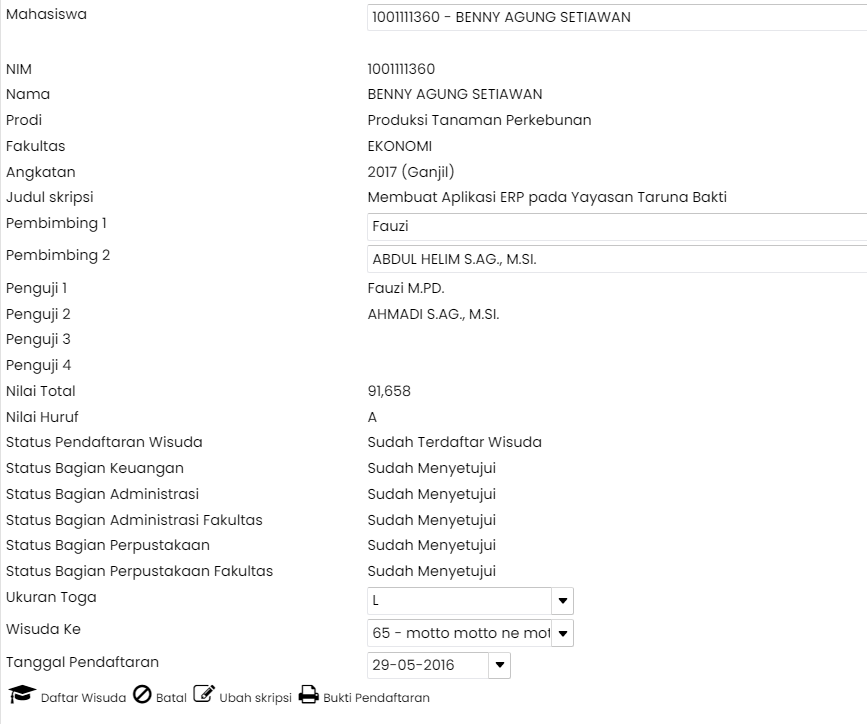 Mahasiswa 1001111360 - BENNY AGUNG SETIAWAN
NIM 1001111360
Nama BENNY AGUNG SETIAWAN
Prodi Produksi Tanaman Perkebunan
Fakultas EKONOMI
Angkatan 2017 (Ganjil)
Judul skripsi Membuat Aplikasi ERP pada Yayasan Taruna Bakti
Pembimbing 1 Fauzi
Pembimbing 2 ABDUL HELIM S.AG., M.SI.
Penguji 1 Fauzi M.PD.
Penguji 2 AHMADI S.AG., M.SI.
Penguji 3
Penguji 4
Nilai Total 91,658
Nilai Huruf A
Status Pendaftaran Wisuda Sudah Terdaftar Wisuda
Status Bagian Keuangan Sudah Menyetujui
Status Bagian Administrasi Sudah Menyetujui
Status Bagian Administrasi Fakultas Sudah Menyetujui
Status Bagian Perpustakaan Sudah Menyetujui
Status Bagian Perpustakaan Fakultas Sudah Menyetujui
Ukuran Toga L
Wisuda Ke 65 - motto motto ne mot
Tanggal Pendaftaran 29-05-2016
Daftar Wisuda Batal Ubah skripsi Bukti Pendaftaran